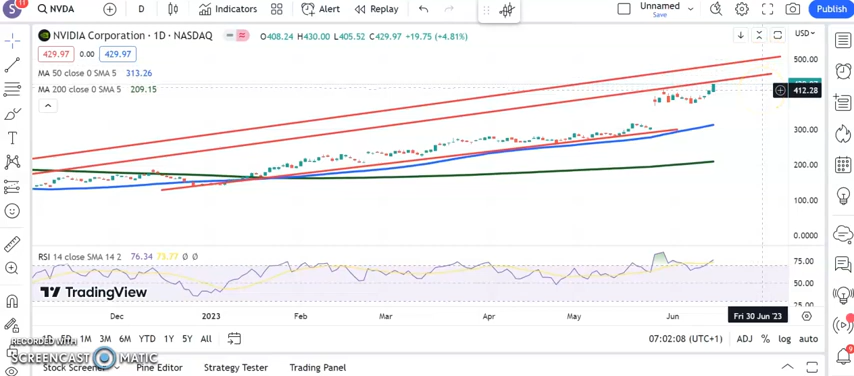 S 11 NVDA D Indicators Alert Replay Unnamed Save Publish
NVIDIA Corporation · 1D · NASDAQ O408.24 H430.00 L405.52 C429.97 +19.75 (+4.81%) USD
429.97 0.00 429.97
500.00
MA 50 close 0 SMA 5 313.26
MA 200 close 0 SMA 5 209.15
412.28
300.00
200.00
100.00
0.0000
RSI 14 close SMA 14 2 76.34 73.77 Ø Ø
75.00
50.00
25.00
TradingView
Dec 2023 Feb Mar Apr May Jun Fri 30 Jun '23
1D 5D 1M 3M 6M YTD 1Y 5Y All 07:02:08 (UTC+1) ADJ % log auto
RECORDED WITH
SCREENCAST MATIC
Stock Screener Pine Editor Strategy Tester Trading Panel
9